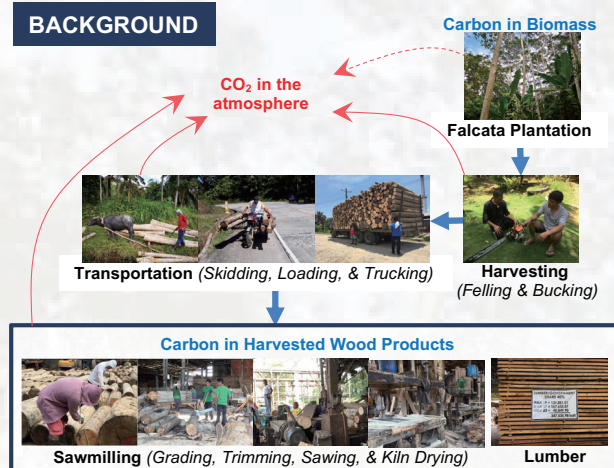 BACKGROUND
Carbon in Biomass
CO₂ in the
atmosphere
Falcata Plantation
Transportation (Skidding, Loading, & Trucking)
Harvesting
(Felling & Bucking)
Carbon in Harvested Wood Products
Sawmilling (Grading, Trimming, Sawing, & Kiln Drying)
Lumber